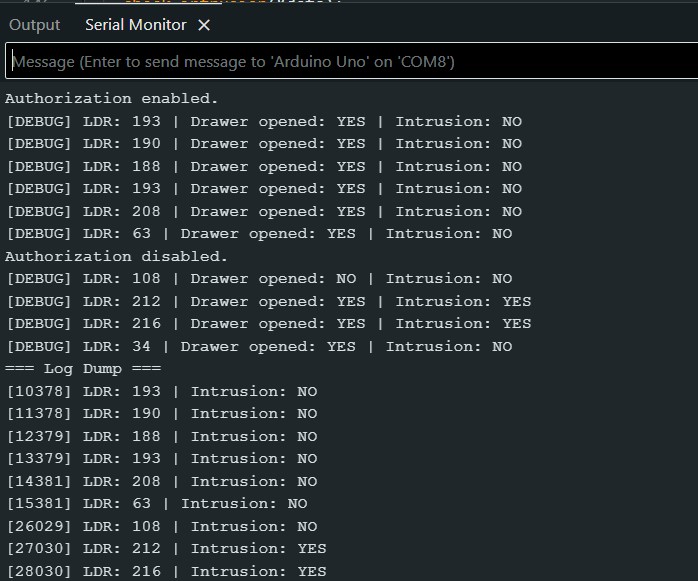 Output Serial Monitor ×
Message (Enter to send message to 'Arduino Uno' on 'COM8')
Authorization enabled.
[DEBUG] LDR: 193 | Drawer opened: YES | Intrusion: NO
[DEBUG] LDR: 190 | Drawer opened: YES | Intrusion: NO
[DEBUG] LDR: 188 | Drawer opened: YES | Intrusion: NO
[DEBUG] LDR: 193 | Drawer opened: YES | Intrusion: NO
[DEBUG] LDR: 208 | Drawer opened: YES | Intrusion: NO
[DEBUG] LDR: 63 | Drawer opened: YES | Intrusion: NO
Authorization disabled.
[DEBUG] LDR: 108 | Drawer opened: NO | Intrusion: NO
[DEBUG] LDR: 212 | Drawer opened: YES | Intrusion: YES
[DEBUG] LDR: 216 | Drawer opened: YES | Intrusion: YES
[DEBUG] LDR: 34 | Drawer opened: YES | Intrusion: NO
=== Log Dump ===
[10378] LDR: 193 | Intrusion: NO
[11378] LDR: 190 | Intrusion: NO
[12379] LDR: 188 | Intrusion: NO
[13379] LDR: 193 | Intrusion: NO
[14381] LDR: 208 | Intrusion: NO
[15381] LDR: 63 | Intrusion: NO
[26029] LDR: 108 | Intrusion: NO
[27030] LDR: 212 | Intrusion: YES
[28030] LDR: 216 | Intrusion: YES